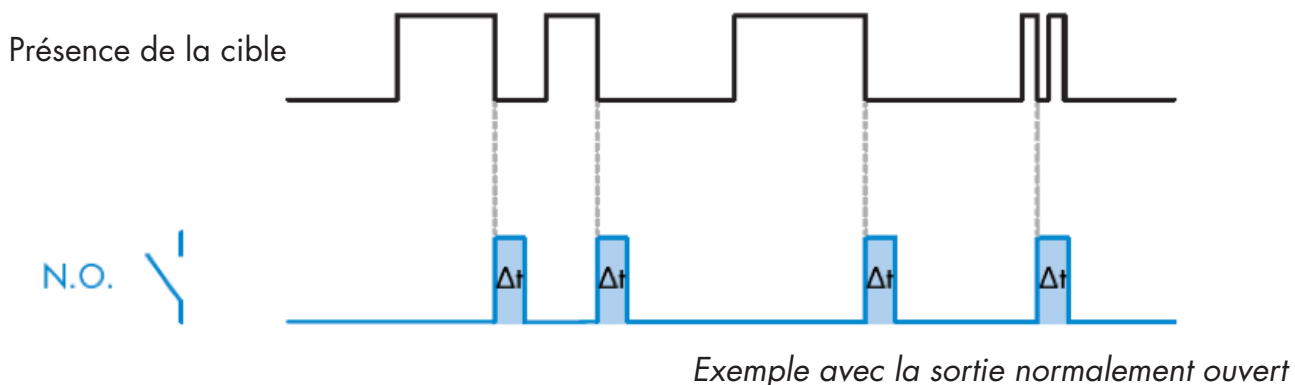 Présence de la cible
N.O.
Δt Δt Δt Δt
Exemple avec la sortie normalement ouvert